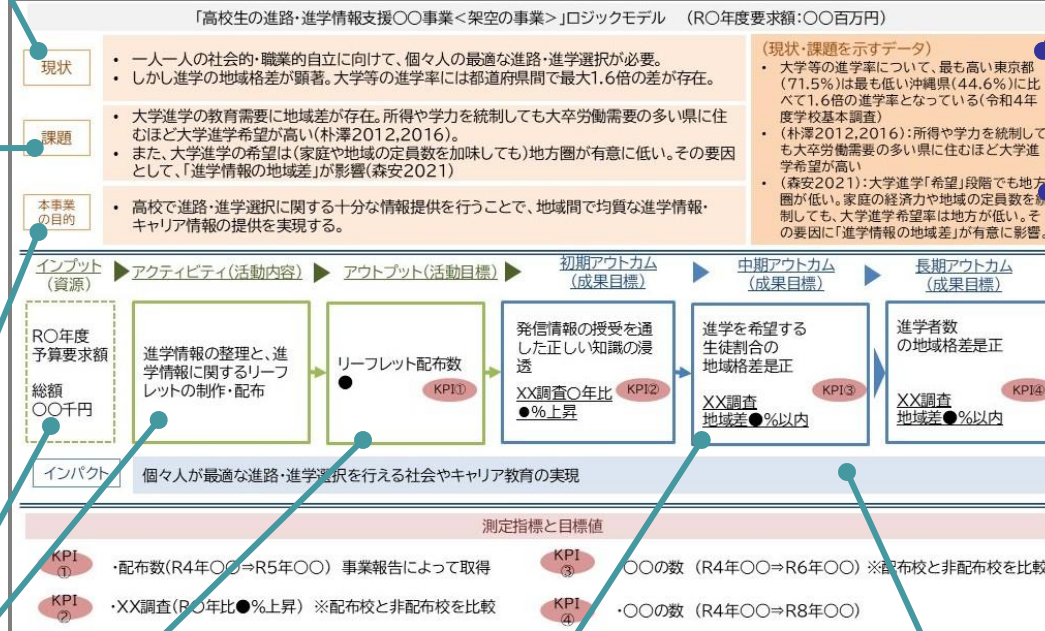 「高校生の進路・進学情報支援〇〇事業<架空の事業>」ロジックモデル （R〇年度要求額：〇〇百万円）
現状
・ 一人一人の社会的・職業的自立に向けて、個々人の最適な進路・進学選択が必要。
・ しかし進学の地域格差が顕著。大学等の進学率には都道府県間で最大1.6倍の差が存在。
課題
・ 大学進学の教育需要に地域差が存在。所得や学力を統制しても大卒労働需要の多い県に住
むほど大学進学希望が高い(朴澤2012,2016)。
・ また、大学進学の希望は(家庭や地域の定員数を加味しても)地方圏が有意に低い。その要因
として、「進学情報の地域差」が影響(森安2021)
本事業
の目的
・ 高校で進路・進学選択に関する十分な情報提供を行うことで、地域間で均質な進学情報・
キャリア情報の提供を実現する。
(現状・課題を示すデータ)
・ 大学等の進学率について、最も高い東京都
(71.5%)は最も低い沖縄県(44.6%)に比
べて1.6倍の進学率となっている(令和4年
度学校基本調査)
・ (朴澤2012,2016)：所得や学力を統制して
も大卒労働需要の多い県に住むほど大学進
学希望が高い
・ (森安2021)：大学進学「希望」段階でも地方
圏が低い。家庭の経済力や地域の定員数を統
制しても、大学進学希望率は地方が低い。そ
の要因に「進学情報の地域差」が有意に影響。
インプット
(資源)
アクティビティ(活動内容)
アウトプット(活動目標)
初期アウトカム
(成果目標)
中期アウトカム
(成果目標)
長期アウトカム
(成果目標)
R〇年度
予算要求額
総額
〇〇千円
進学情報の整理と、進
学情報に関するリーフ
レットの制作・配布
リーフレット配布数
●
KPI①
発信情報の授受を通
した正しい知識の浸
透
XX調査〇年比
●%上昇
KPI②
進学を希望する
生徒割合の
地域格差是正
XX調査
地域差●%以内
KPI③
進学者数
の地域格差是正
XX調査
地域差●%以内
KPI④
インパクト
個々人が最適な進路・進学選択を行える社会やキャリア教育の実現
測定指標と目標値
KPI
①
・配布数(R4年〇〇⇒R5年〇〇) 事業報告によって取得
KPI
②
・XX調査(R〇年比●%上昇) ※配布校と非配布校を比較
KPI
③
・〇〇の数 (R4年〇〇⇒R6年〇〇) ※配布校と非配布校を比較
KPI
④
・〇〇の数 (R4年〇〇⇒R8年〇〇)